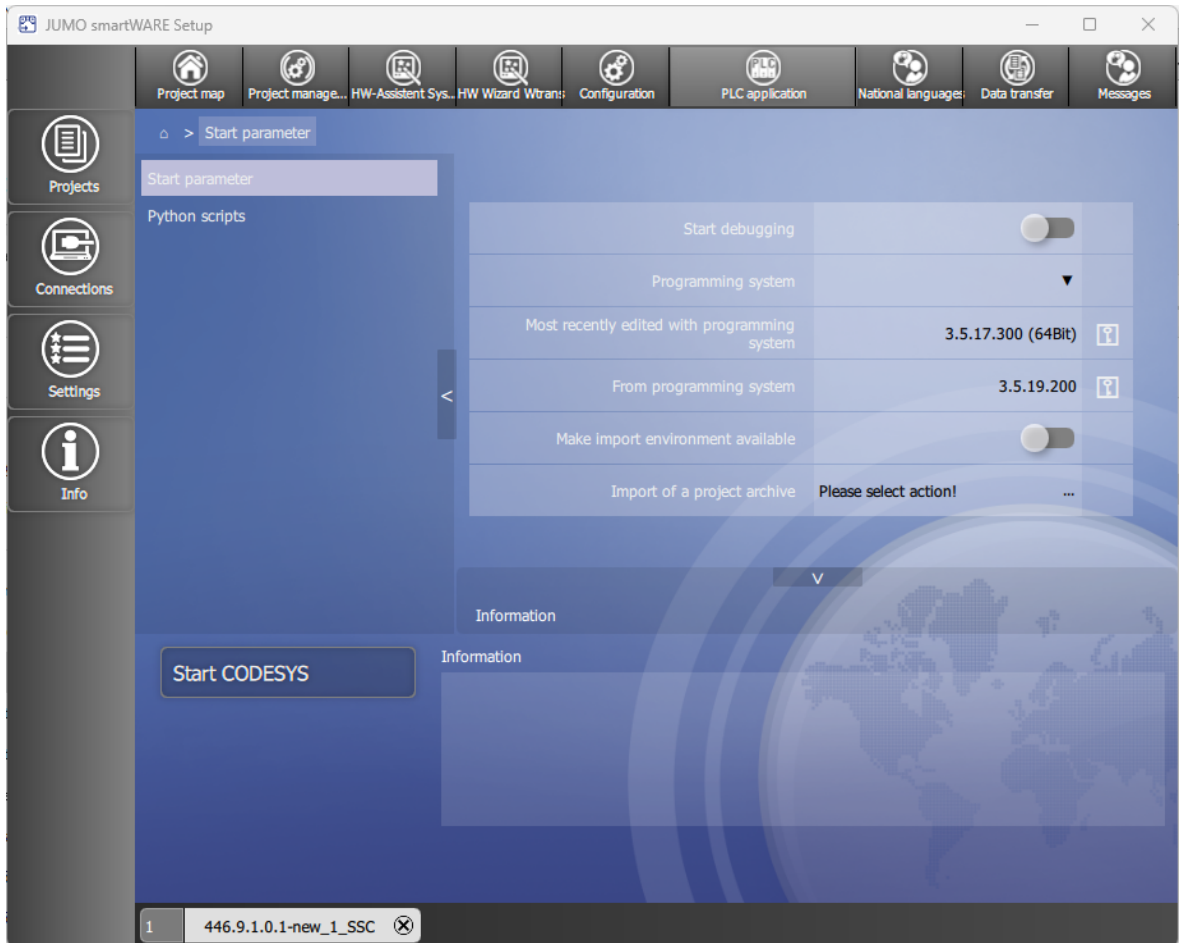 JUMO smartWARE Setup
Project map
Project manage...
HW-Assistent Sys...
HW Wizard Wtrans
Configuration
PLC application
National languages
Data transfer
Messages
Projects
Connections
Settings
Info
> Start parameter
Start parameter
Python scripts
<
Start debugging
Programming system ▼
Most recently edited with programming
system
3.5.17.300 (64Bit)
From programming system 3.5.19.200
Make import environment available
Import of a project archive Please select action! ...
V
Information
Start CODESYS
Information
1 446.9.1.0.1-new_1_SSC